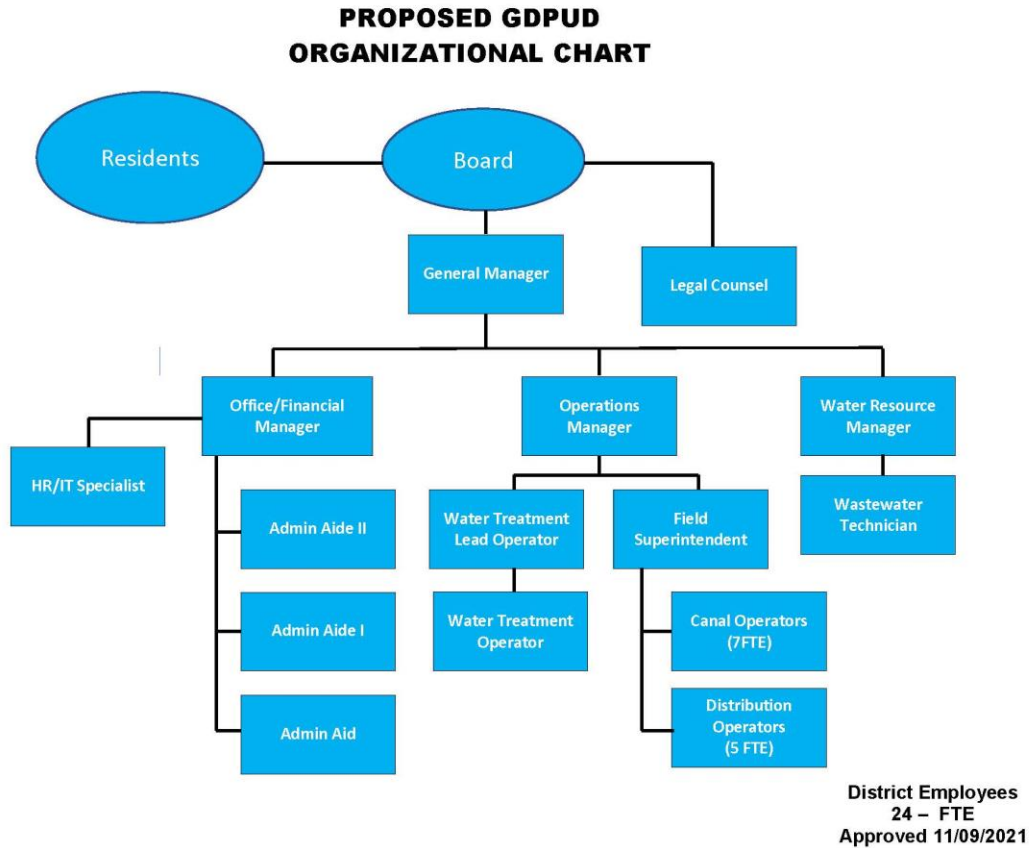 PROPOSED GDPUD
ORGANIZATIONAL CHART
Residents
Board
General Manager
Legal Counsel
Office/Financial
Manager
Operations
Manager
Water Resource
Manager
HR/IT Specialist
Admin Aide II
Water Treatment
Lead Operator
Field
Superintendent
Wastewater
Technician
Admin Aide I
Water Treatment
Operator
Canal Operators
(7FTE)
Admin Aid
Distribution
Operators
(5 FTE)
District Employees
24 – FTE
Approved 11/09/2021